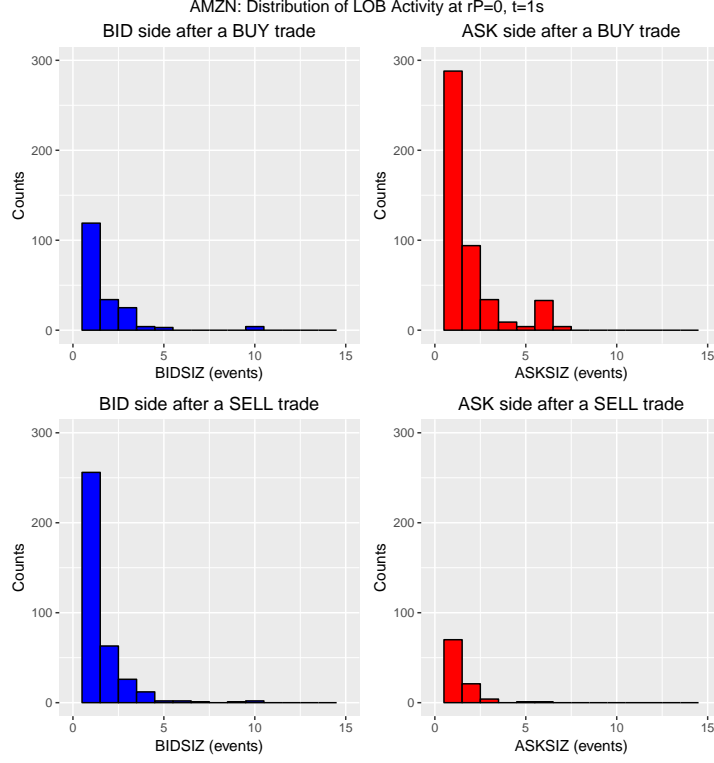 AMZN: Distribution of LOB Activity at rP=0, t=1s
BID side after a BUY trade
ASK side after a BUY trade
300
200
100
0
Counts
0 5 10 15
BIDSIZ (events)
300
200
100
0
Counts
0 5 10 15
ASKSIZ (events)
BID side after a SELL trade
ASK side after a SELL trade
300
200
100
0
Counts
0 5 10 15
BIDSIZ (events)
300
200
100
0
Counts
0 5 10 15
ASKSIZ (events)